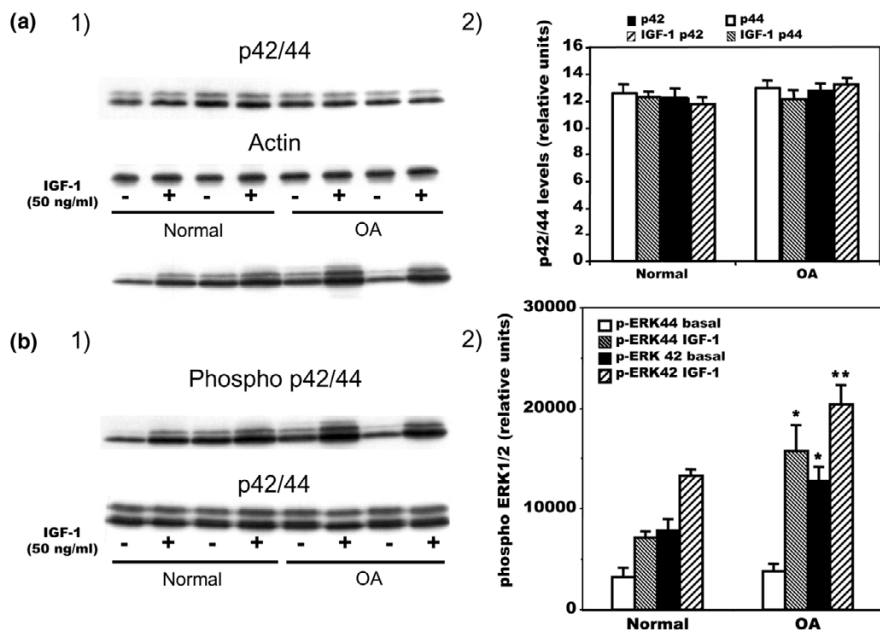 (a) 1)
p42/44
Actin
IGF-1
(50 ng/ml)
- + - + - + - +
Normal OA
2)
p42 p44
IGF-1 p42 IGF-1 p44
p42/44 levels (relative units)
16
14
12
10
8
6
4
2
0
Normal OA
(b) 1)
Phospho p42/44
p42/44
IGF-1
(50 ng/ml)
- + - + - + - +
Normal OA
2)
phospho ERK1/2 (relative units)
30000
20000
10000
0
p-ERK44 basal
p-ERK44 IGF-1
p-ERK 42 basal
p-ERK42 IGF-1
*
*
**
Normal OA